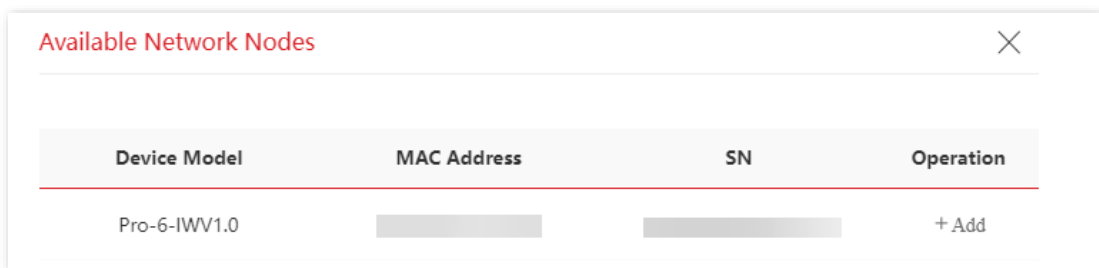 Available Network Nodes
Device Model MAC Address SN Operation
Pro-6-IWV1.0 + Add